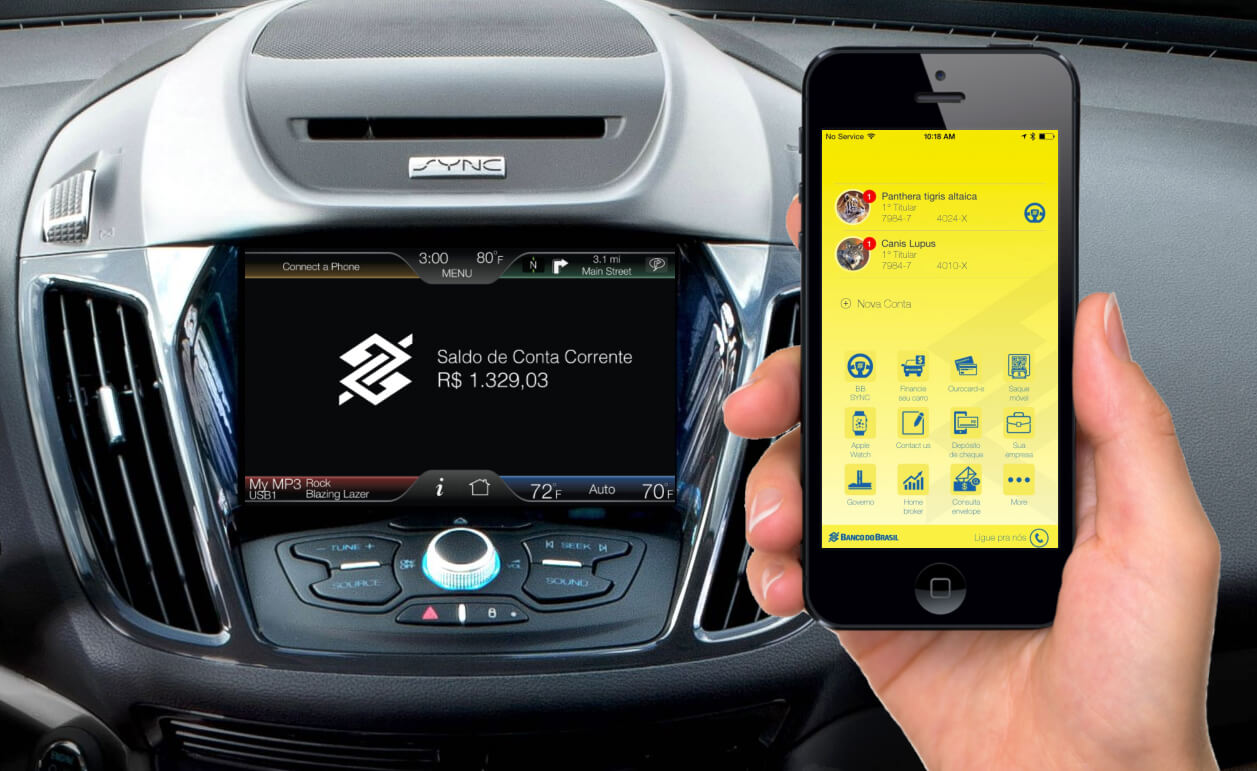 SYNC
Connect a Phone
3:00 80°F
MENU
N
3.1 mi
Main Street
Saldo de Conta Corrente
R$ 1.329,03
My MP3 Rock
USB1 Blazing Lazer
i
72°F Auto 70°F
− TUNE +
SEEK
SOURCE
SOUND
VOL
No Service
10:18 AM
1
Panthera tigris altaica
1º Titular
7984-7 4024-X
1
Canis Lupus
1º Titular
7984-7 4010-X
Nova Conta
BB
SYNC
Financie
seu carro
Ourocard-e
Saque
móvel
Apple
Watch
Contact us
Depósito
de cheque
Sua
empresa
Governo
Home
broker
Consulta
envelope
More
BANCO DO BRASIL
Ligue pra nós